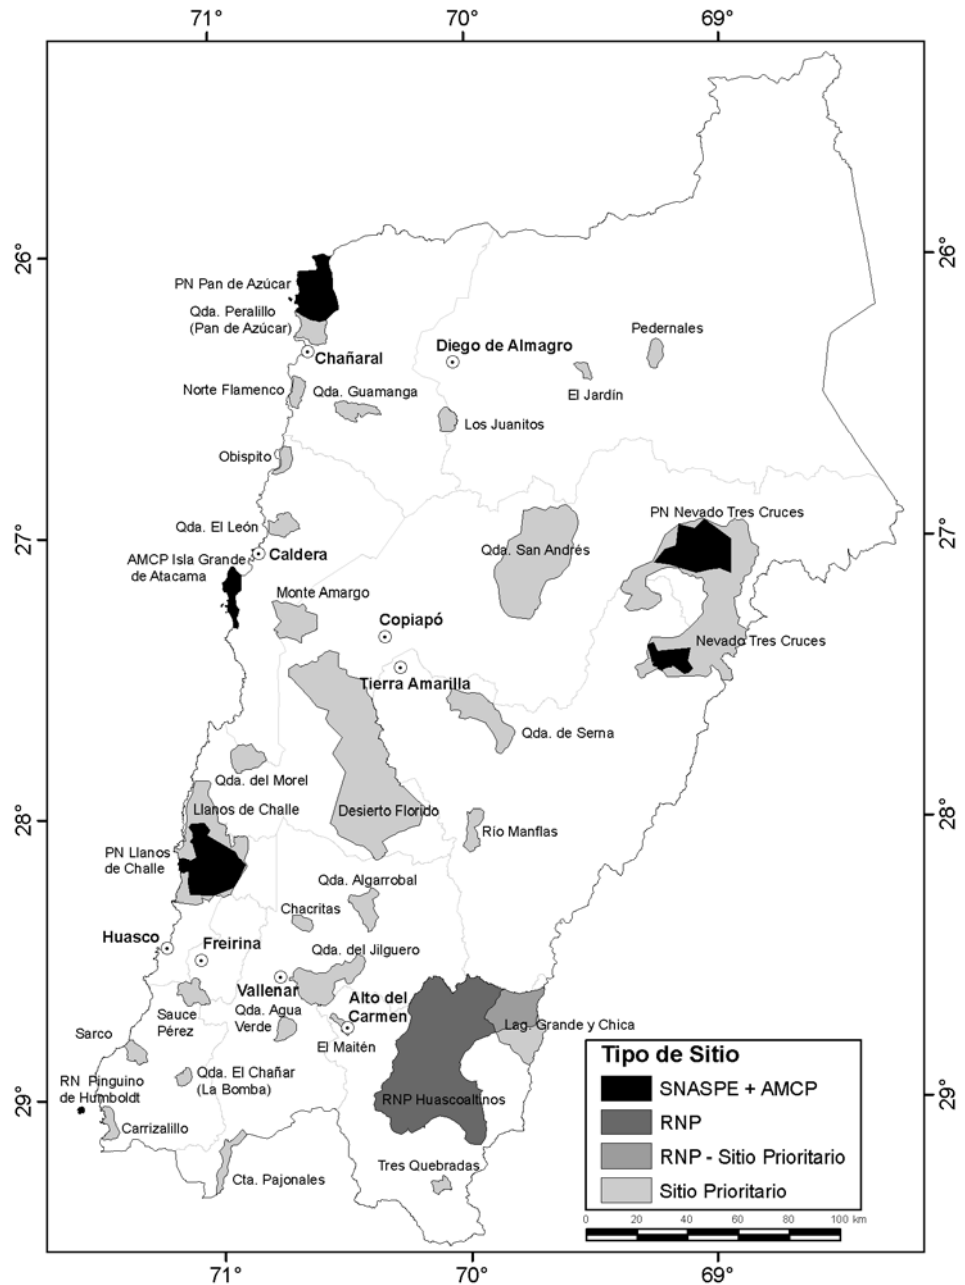 71°
70°
69°
26°
26°
PN Pan de Azúcar
Qda. Peralillo
(Pan de Azúcar)
Chañaral
Diego de Almagro
Pedernales
El Jardín
Norte Flamenco
Qda. Guamanga
Los Juanitos
Obispito
Qda. El León
27°
27°
PN Nevado Tres Cruces
Qda. San Andrés
Caldera
AMCP Isla Grande
de Atacama
Monte Amargo
Copiapó
Nevado Tres Cruces
Tierra Amarilla
Qda. de Serna
Qda. del Morel
Llanos de Challe
Desierto Florido
28°
28°
Río Manflas
PN Llanos
de Challe
Qda. Algarrobal
Chacritas
Huasco
Freirina
Qda. del Jilguero
Vallenar
Alto del
Carmen
Sauce
Pérez
Qda. Agua
Verde
Lag. Grande y Chica
Sarco
El Maitén
RN Pinguino
de Humboldt
Qda. El Chañar
(La Bomba)
RNP Huascoaltinos
29°
29°
Carrizalillo
Cta. Pajonales
Tres Quebradas
Tipo de Sitio
SNASPE + AMCP
RNP
RNP - Sitio Prioritario
Sitio Prioritario
0 20 40 60 80 100 km
71°
70°
69°